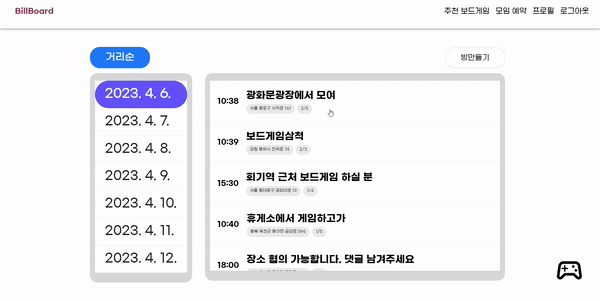 BillBoard
추천 보드게임 모임 예약 프로필 로그아웃
거리순
방만들기
2023. 4. 6.
2023. 4. 7.
2023. 4. 8.
2023. 4. 9.
2023. 4. 10.
2023. 4. 11.
2023. 4. 12.
10:38 광화문광장에서 모여
서울 종로구 사직로 161 2/5
10:39 보드게임삼척
강원 동해시 한국로 74 2/3
15:30 회기역 근처 보드게임 하실 분
서울 동대문구 경희대로 19 1/4
10:40 휴게소에서 게임하고가
충북 옥천군 동이면 금강로 596 1/5
18:00 장소 협의 가능합니다. 댓글 남겨주세요